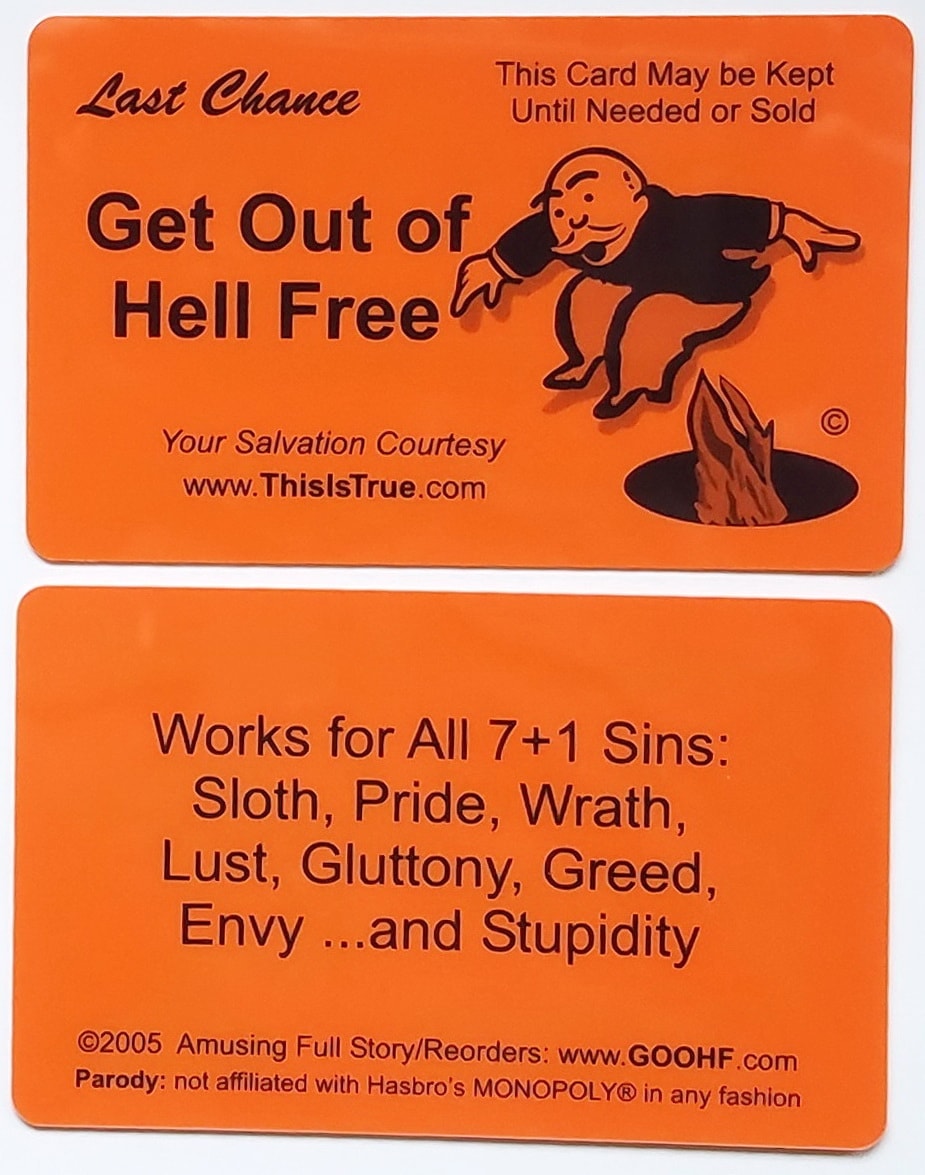 Last Chance
This Card May be Kept
Until Needed or Sold
Get Out of
Hell Free
Your Salvation Courtesy
www.ThisIsTrue.com
©
Works for All 7+1 Sins:
Sloth, Pride, Wrath,
Lust, Gluttony, Greed,
Envy ...and Stupidity
©2005 Amusing Full Story/Reorders: www.GOOHF.com
Parody: not affiliated with Hasbro's MONOPOLY® in any fashion